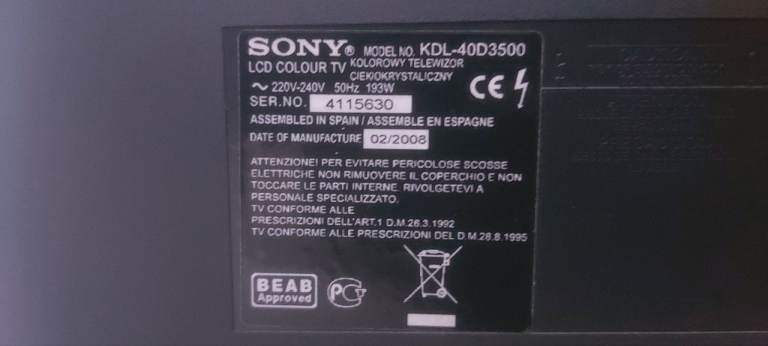 SONY® MODEL NO. KDL-40D3500
LCD COLOUR TV KOLOROWY TELEWIZOR
CIEKŁOKRYSTALICZNY
~ 220V-240V 50Hz 193W
CE
SER.NO. 4115630
ASSEMBLED IN SPAIN / ASSEMBLE EN ESPAGNE
DATE OF MANUFACTURE 02/2008
ATTENZIONE! PER EVITARE PERICOLOSE SCOSSE
ELETTRICHE NON RIMUOVERE IL COPERCHIO E NON
TOCCARE LE PARTI INTERNE. RIVOLGETEVI A
PERSONALE SPECIALIZZATO.
TV CONFORME ALLE
PRESCRIZIONI DELL'ART.1 D.M.26.3.1992
TV CONFORME ALLE PRESCRIZIONI DEL D.M.28.8.1995
BEAB
Approved
PG